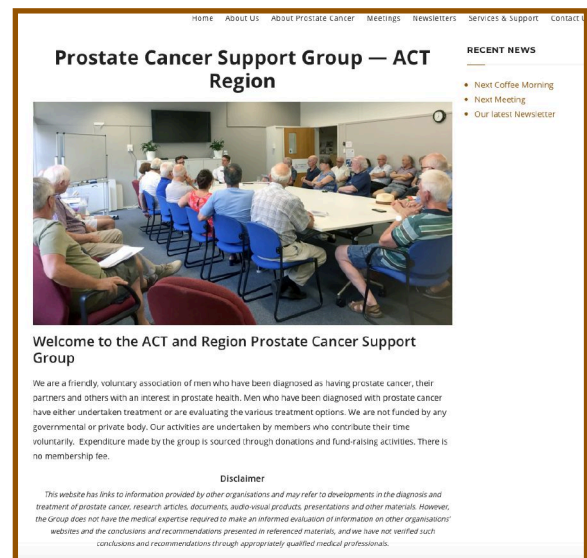 Home About Us About Prostate Cancer Meetings Newsletters Services & Support Contact U
Prostate Cancer Support Group — ACT
Region
RECENT NEWS
Next Coffee Morning
Next Meeting
Our latest Newsletter
Welcome to the ACT and Region Prostate Cancer Support
Group
We are a friendly, voluntary association of men who have been diagnosed as having prostate cancer, their
partners and others with an interest in prostate health. Men who have been diagnosed with prostate cancer
have either undertaken treatment or are evaluating the various treatment options. We are not funded by any
governmental or private body. Our activities are undertaken by members who contribute their time
voluntarily. Expenditure made by the group is sourced through donations and fund-raising activities. There is
no membership fee.
Disclaimer
This website has links to information provided by other organisations and may refer to developments in the diagnosis and
treatment of prostate cancer, research articles, documents, audio-visual products, presentations and other materials. However,
the Group does not have the medical expertise required to make an informed evaluation of information on other organisations'
websites and the conclusions and recommendations presented in referenced materials, and we have not verified such
conclusions and recommendations through appropriately qualified medical professionals.